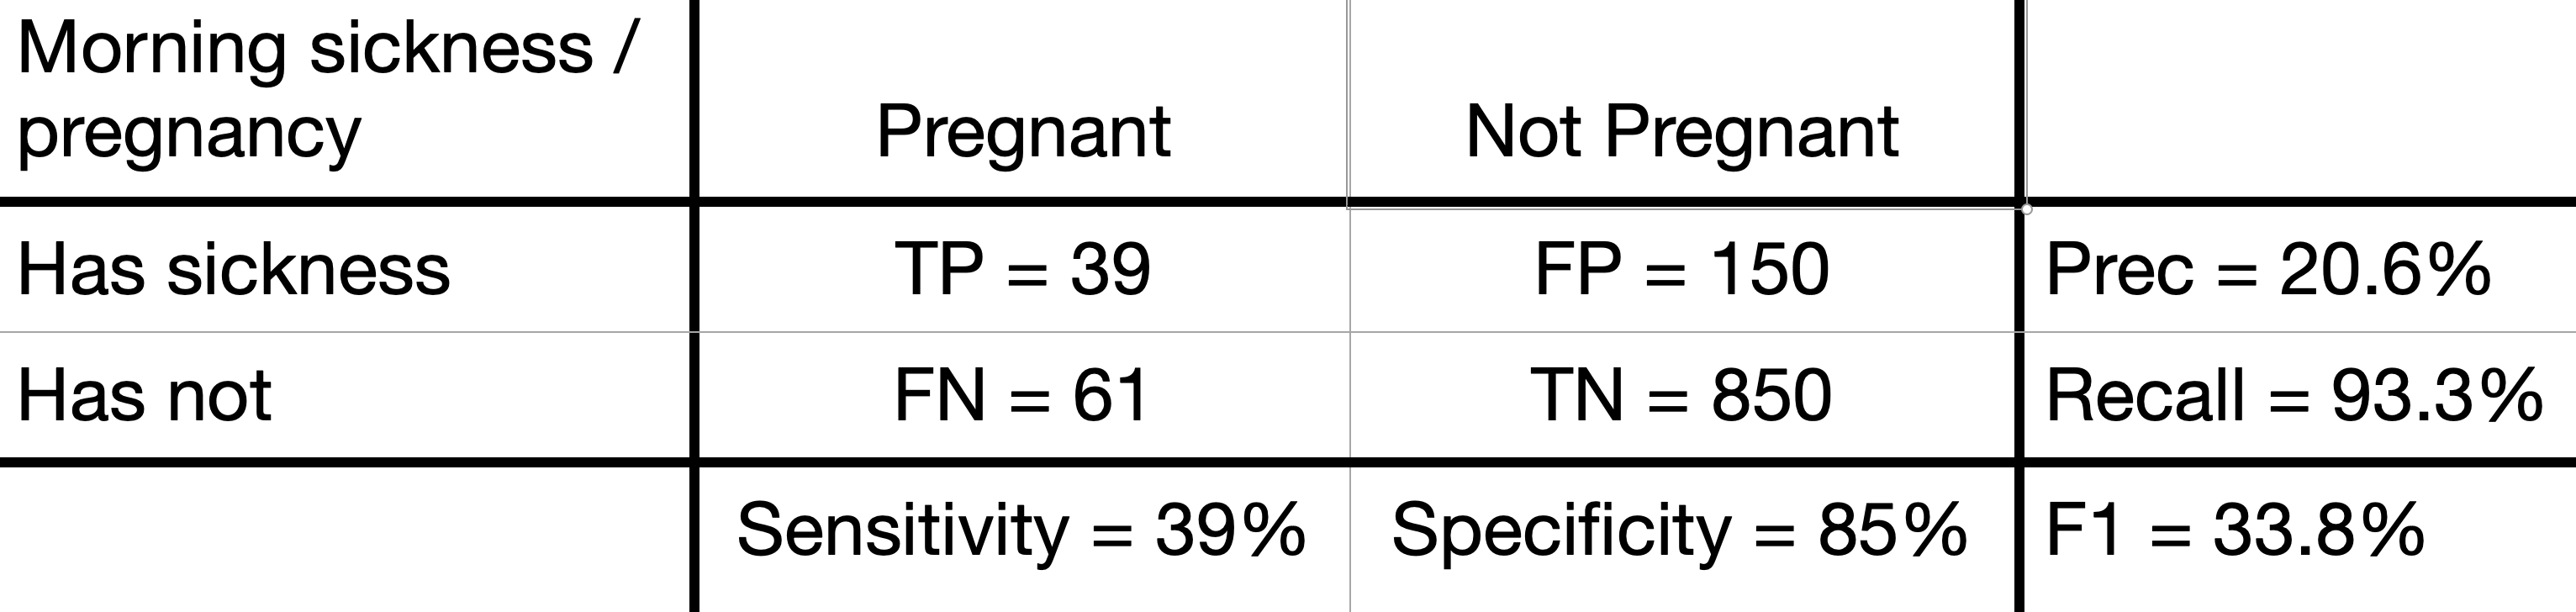 Morning sickness /
pregnancy Pregnant Not Pregnant
Has sickness TP = 39 FP = 150 Prec = 20.6%
Has not FN = 61 TN = 850 Recall = 93.3%
Sensitivity = 39% Specificity = 85% F1 = 33.8%